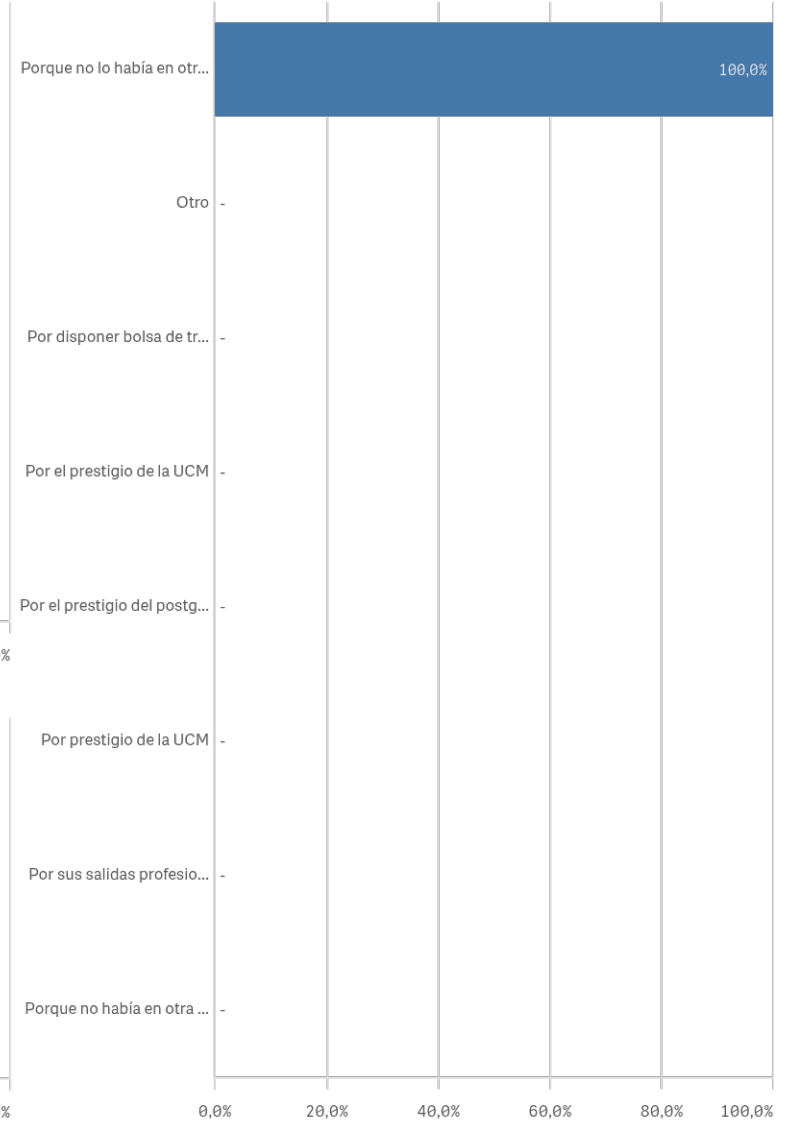 Porque no lo había en otr...
100,0%
Otro -
Por disponer bolsa de tr... -
Por el prestigio de la UCM -
Por el prestigio del postg... -
%
Por prestigio de la UCM -
Por sus salidas profesio... -
Porque no había en otra ... -
% 0,0% 20,0% 40,0% 60,0% 80,0% 100,0%